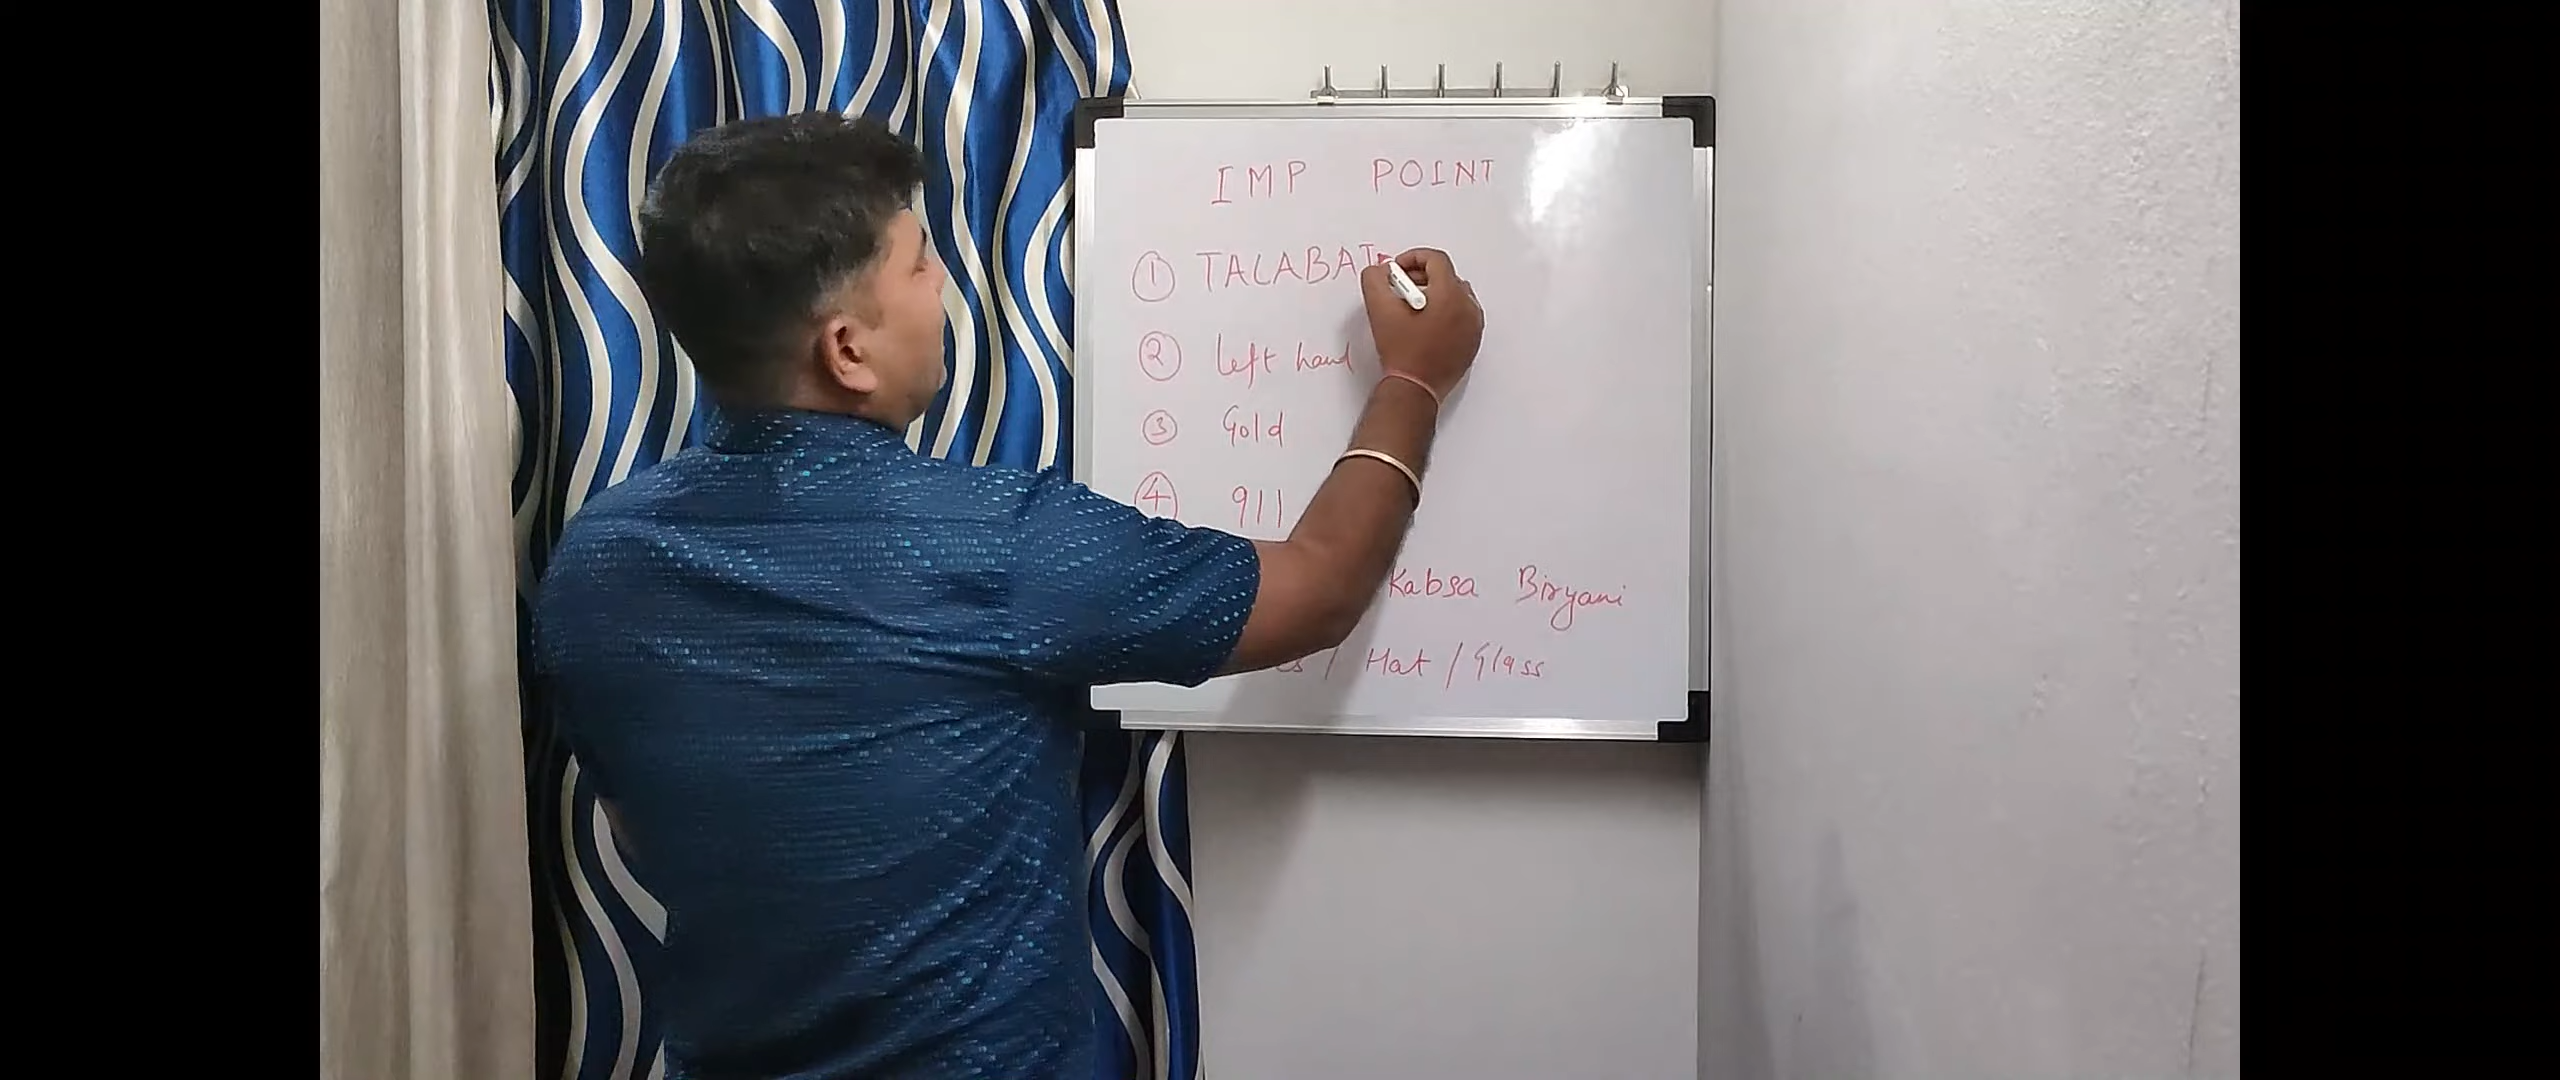 IMP POINT
① TALABAT
② Left hand
③ Gold
④ 911
Kabsa Biryani
/ Hat / Glass